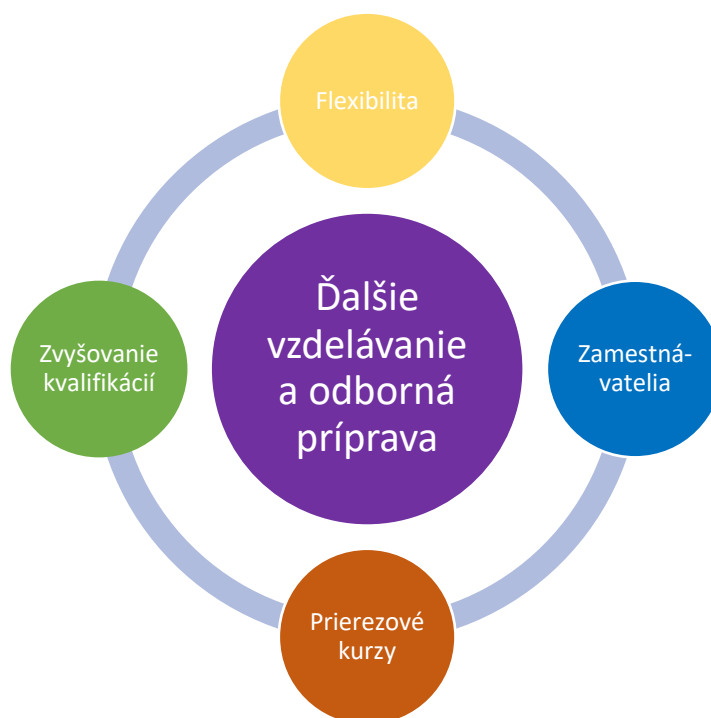 Flexibilita
Ďalšie
vzdelávanie
a odborná
príprava
Zvyšovanie
kvalifikácií
Zamestná-
vatelia
Prierezové
kurzy